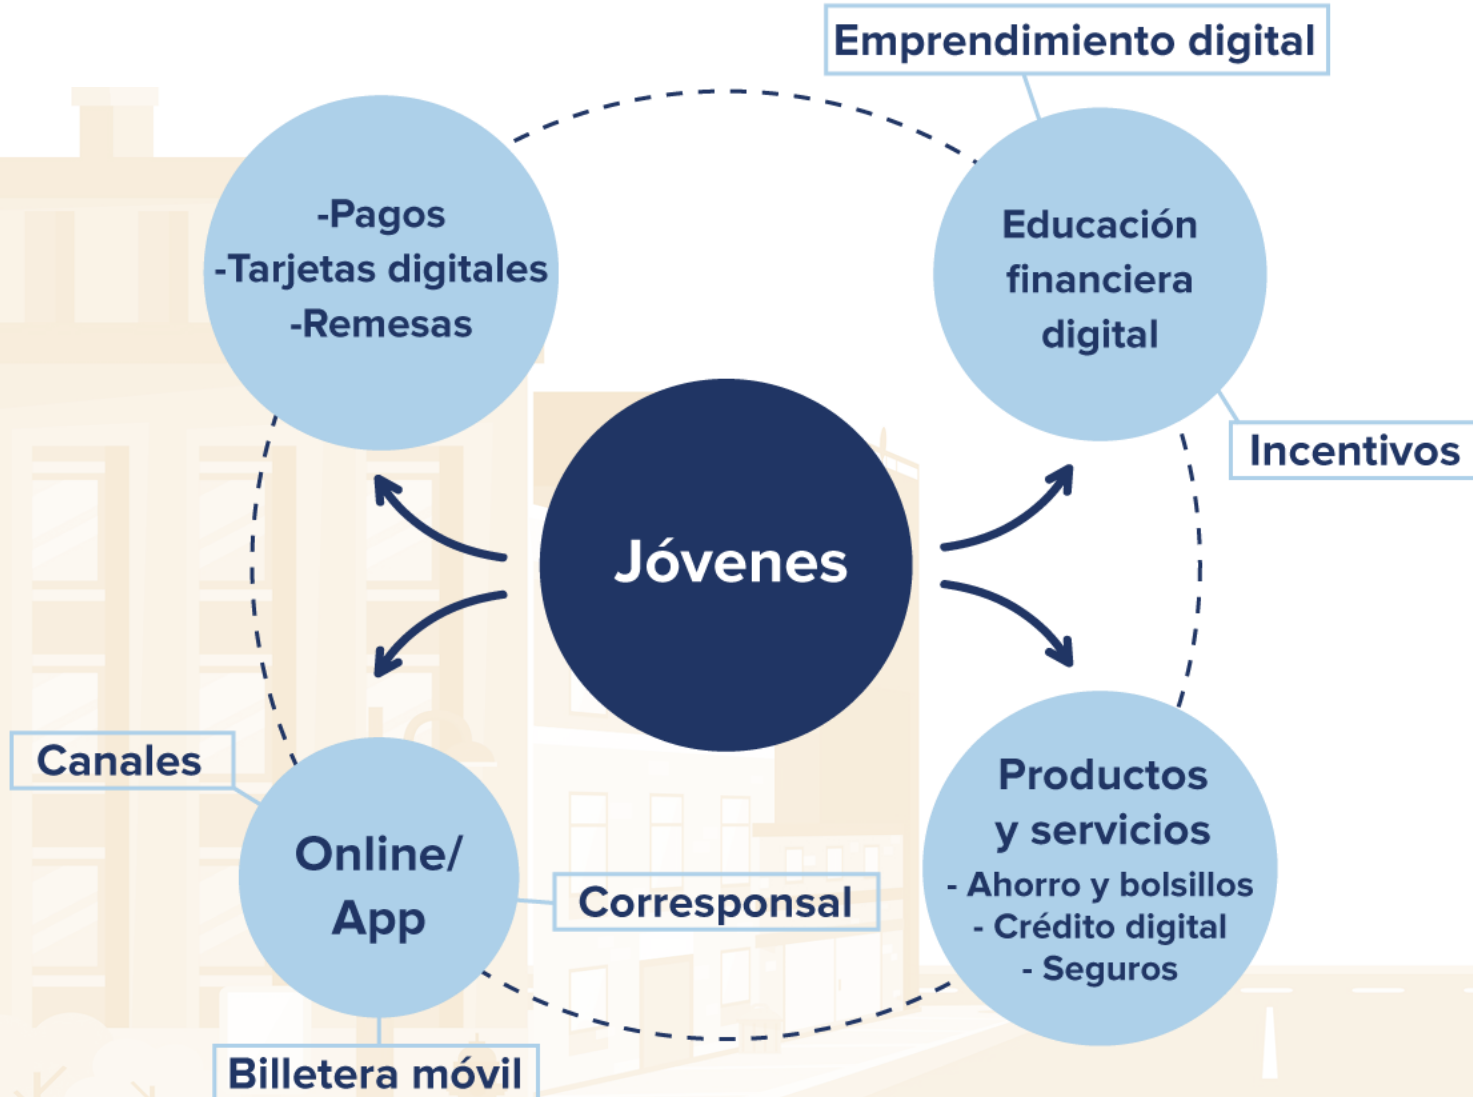 Emprendimiento digital
-Pagos
-Tarjetas digitales
-Remesas
Educación
financiera
digital
Incentivos
Jóvenes
Canales
Online/
App
Corresponsal
Billetera móvil
Productos
y servicios
- Ahorro y bolsillos
- Crédito digital
- Seguros